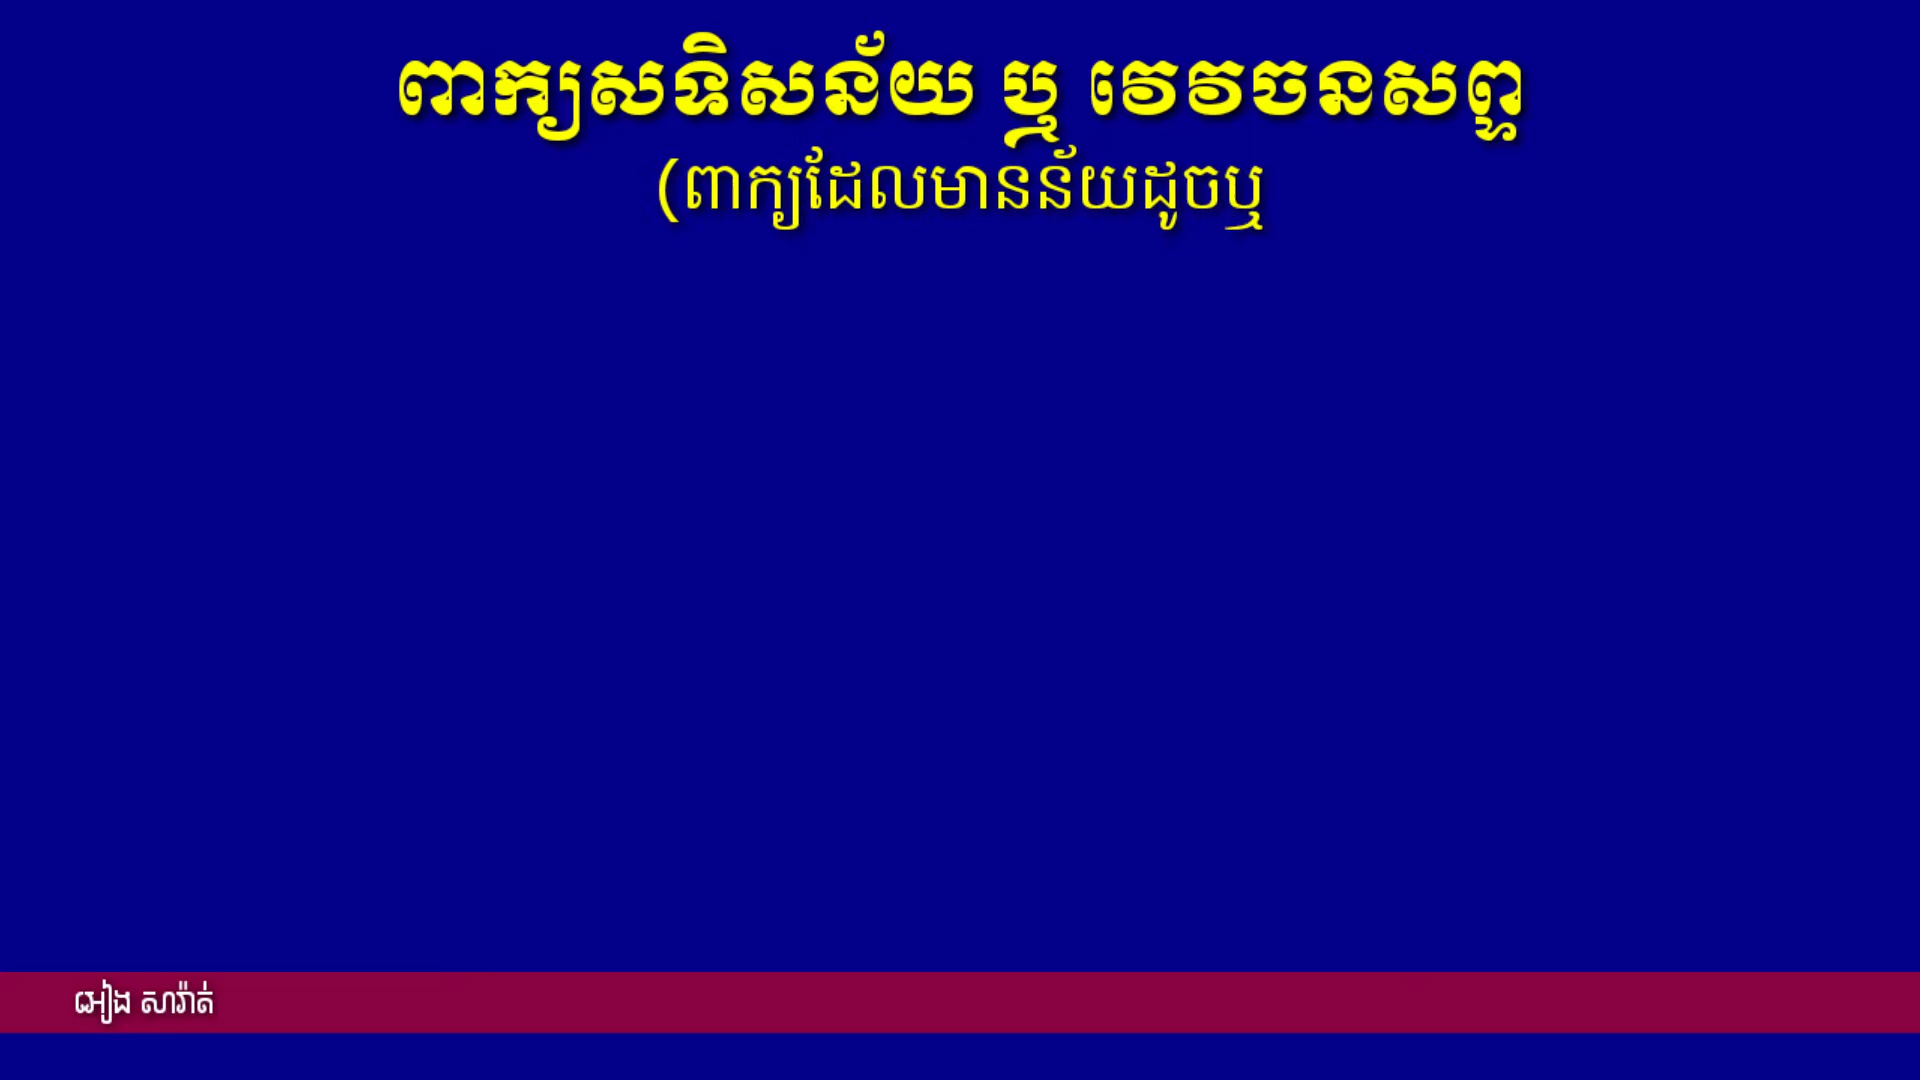 ពាក្យសទិសន័យ ឬ វេវចនសព្ទ
(ពាក្យដែលមានន័យដូចឬ
អៀង សារ៉ាត់